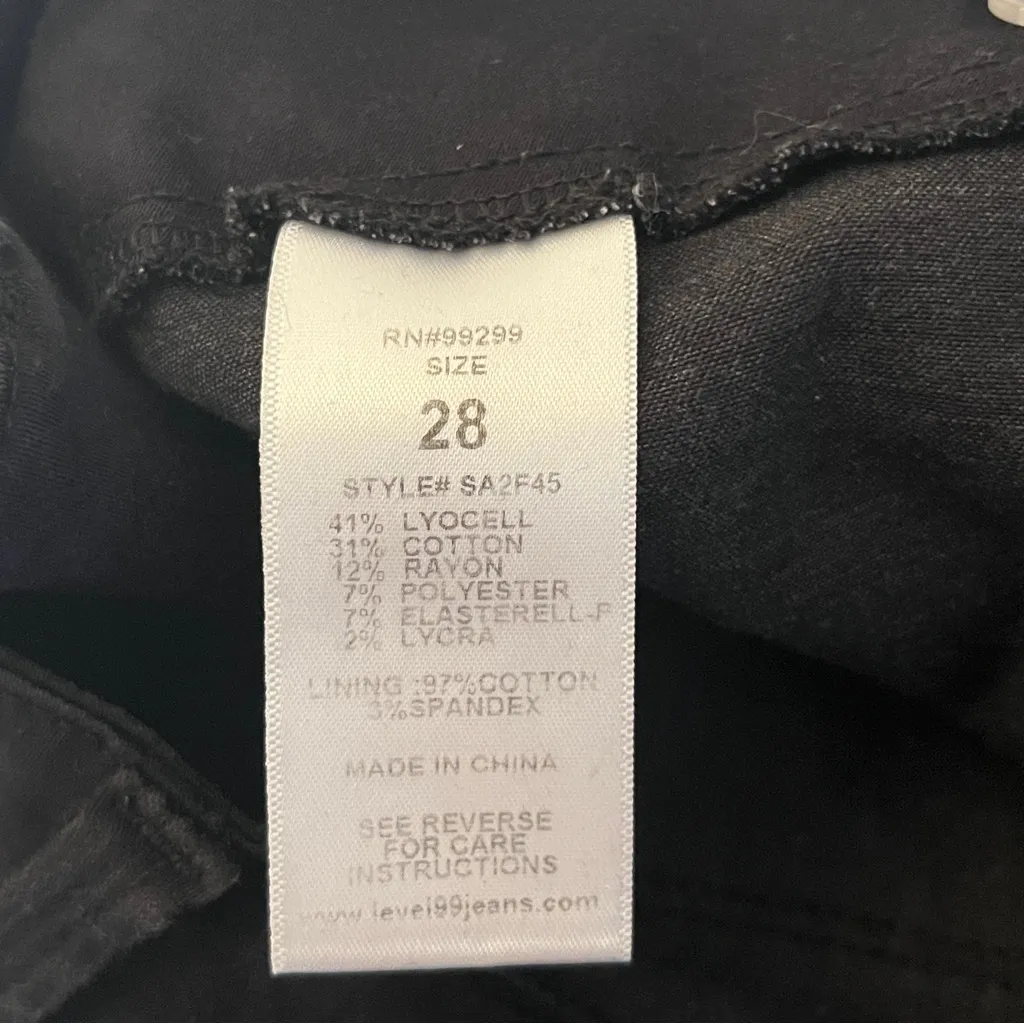 RN#99299
SIZE
28
STYLE# SA2F45
41% LYOCELL
31% COTTON
12% RAYON
7% POLYESTER
7% ELASTERELL-P
2% LYCRA
LINING :97%COTTON
3%SPANDEX
MADE IN CHINA
SEE REVERSE
FOR CARE
INSTRUCTIONS
www.level99jeans.com